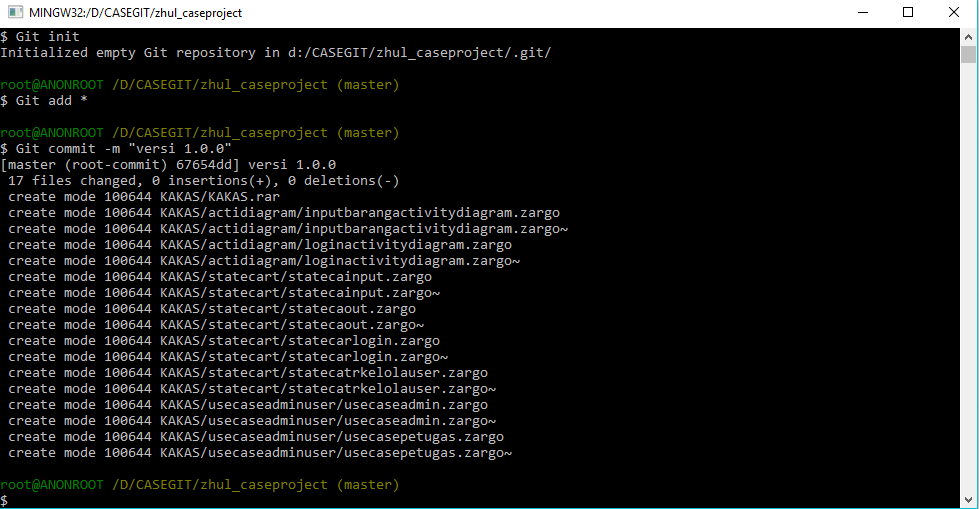 MINGW32:/D/CASEGIT/zhul_caseproject
$ Git init
Initialized empty Git repository in d:/CASEGIT/zhul_caseproject/.git/
root@ANONROOT /D/CASEGIT/zhul_caseproject (master)
$ Git add *
root@ANONROOT /D/CASEGIT/zhul_caseproject (master)
$ Git commit -m "versi 1.0.0"
[master (root-commit) 67654dd] versi 1.0.0
 17 files changed, 0 insertions(+), 0 deletions(-)
 create mode 100644 KAKAS/KAKAS.rar
 create mode 100644 KAKAS/actidiagram/inputbarangactivitydiagram.zargo
 create mode 100644 KAKAS/actidiagram/inputbarangactivitydiagram.zargo~
 create mode 100644 KAKAS/actidiagram/loginactivitydiagram.zargo
 create mode 100644 KAKAS/actidiagram/loginactivitydiagram.zargo~
 create mode 100644 KAKAS/statecart/statecainput.zargo
 create mode 100644 KAKAS/statecart/statecainput.zargo~
 create mode 100644 KAKAS/statecart/statecaout.zargo
 create mode 100644 KAKAS/statecart/statecaout.zargo~
 create mode 100644 KAKAS/statecart/statecarlogin.zargo
 create mode 100644 KAKAS/statecart/statecarlogin.zargo~
 create mode 100644 KAKAS/statecart/statecatrkelolauser.zargo
 create mode 100644 KAKAS/statecart/statecatrkelolauser.zargo~
 create mode 100644 KAKAS/usecaseadminuser/usecaseadmin.zargo
 create mode 100644 KAKAS/usecaseadminuser/usecaseadmin.zargo~
 create mode 100644 KAKAS/usecaseadminuser/usecasepetugas.zargo
 create mode 100644 KAKAS/usecaseadminuser/usecasepetugas.zargo~
root@ANONROOT /D/CASEGIT/zhul_caseproject (master)
$